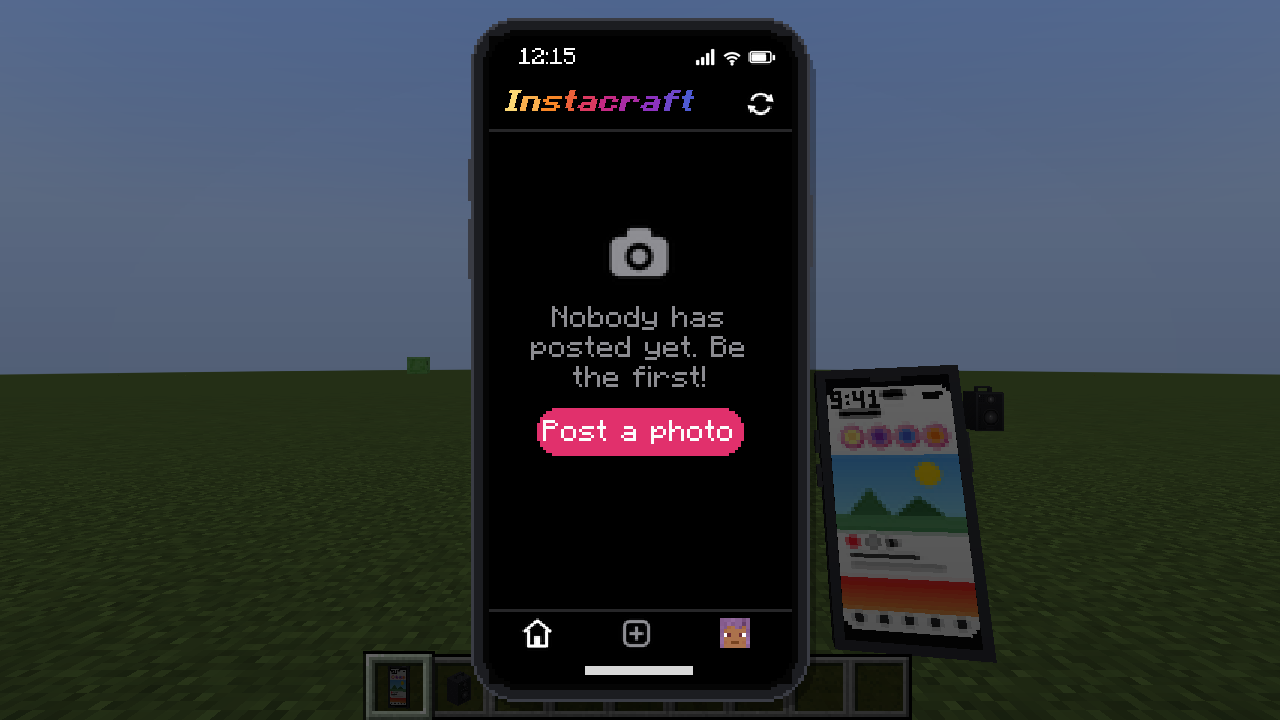 12:15
Instacraft
Nobody has
posted yet. Be
the first!
Post a photo
9:41